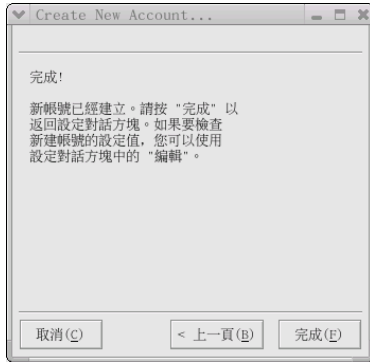 Create New Account...
完成!
新帳號已經建立。請按 "完成" 以
返回設定對話方塊。如果要檢查
新建帳號的設定值, 您可以使用
設定對話方塊中的 "編輯"。
取消(C)
< 上一頁(B)
完成(F)